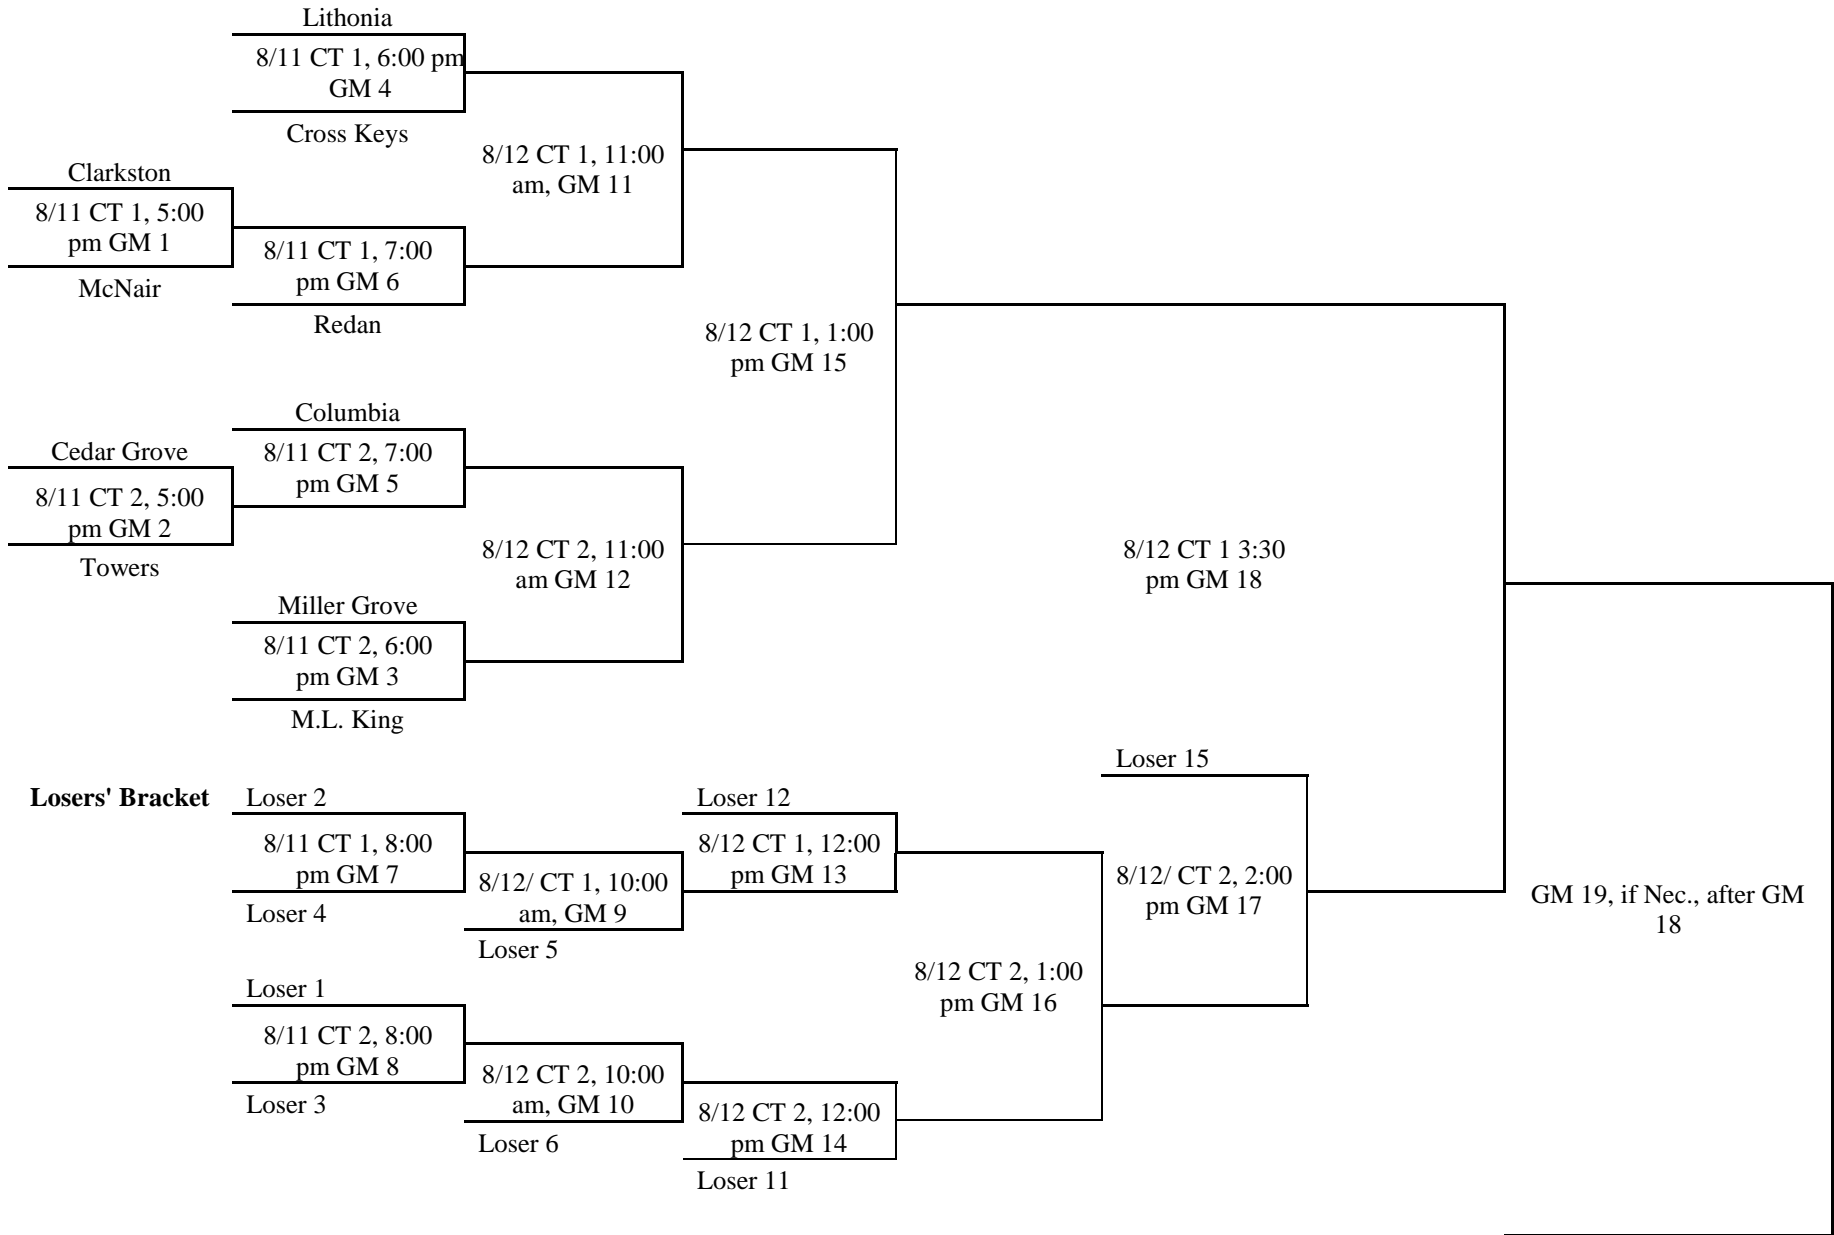 Lithonia
8/11 CT 1, 6:00 pm
GM 4
Cross Keys
Clarkston
8/11 CT 1, 5:00
pm GM 1
McNair
8/11 CT 1, 7:00
pm GM 6
Redan
8/12 CT 1, 11:00
am, GM 11
8/12 CT 1, 1:00
pm GM 15
Columbia
8/11 CT 2, 7:00
pm GM 5
Cedar Grove
8/11 CT 2, 5:00
pm GM 2
Towers
8/12 CT 2, 11:00
am GM 12
8/12 CT 1 3:30
pm GM 18
Miller Grove
8/11 CT 2, 6:00
pm GM 3
M.L. King
Losers' Bracket
Loser 2
8/11 CT 1, 8:00
pm GM 7
Loser 4
8/12/ CT 1, 10:00
am, GM 9
Loser 5
Loser 12
8/12 CT 1, 12:00
pm GM 13
Loser 15
8/12/ CT 2, 2:00
pm GM 17
GM 19, if Nec., after GM
18
8/12 CT 2, 1:00
pm GM 16
Loser 1
8/11 CT 2, 8:00
pm GM 8
Loser 3
8/12 CT 2, 10:00
am, GM 10
Loser 6
8/12 CT 2, 12:00
pm GM 14
Loser 11